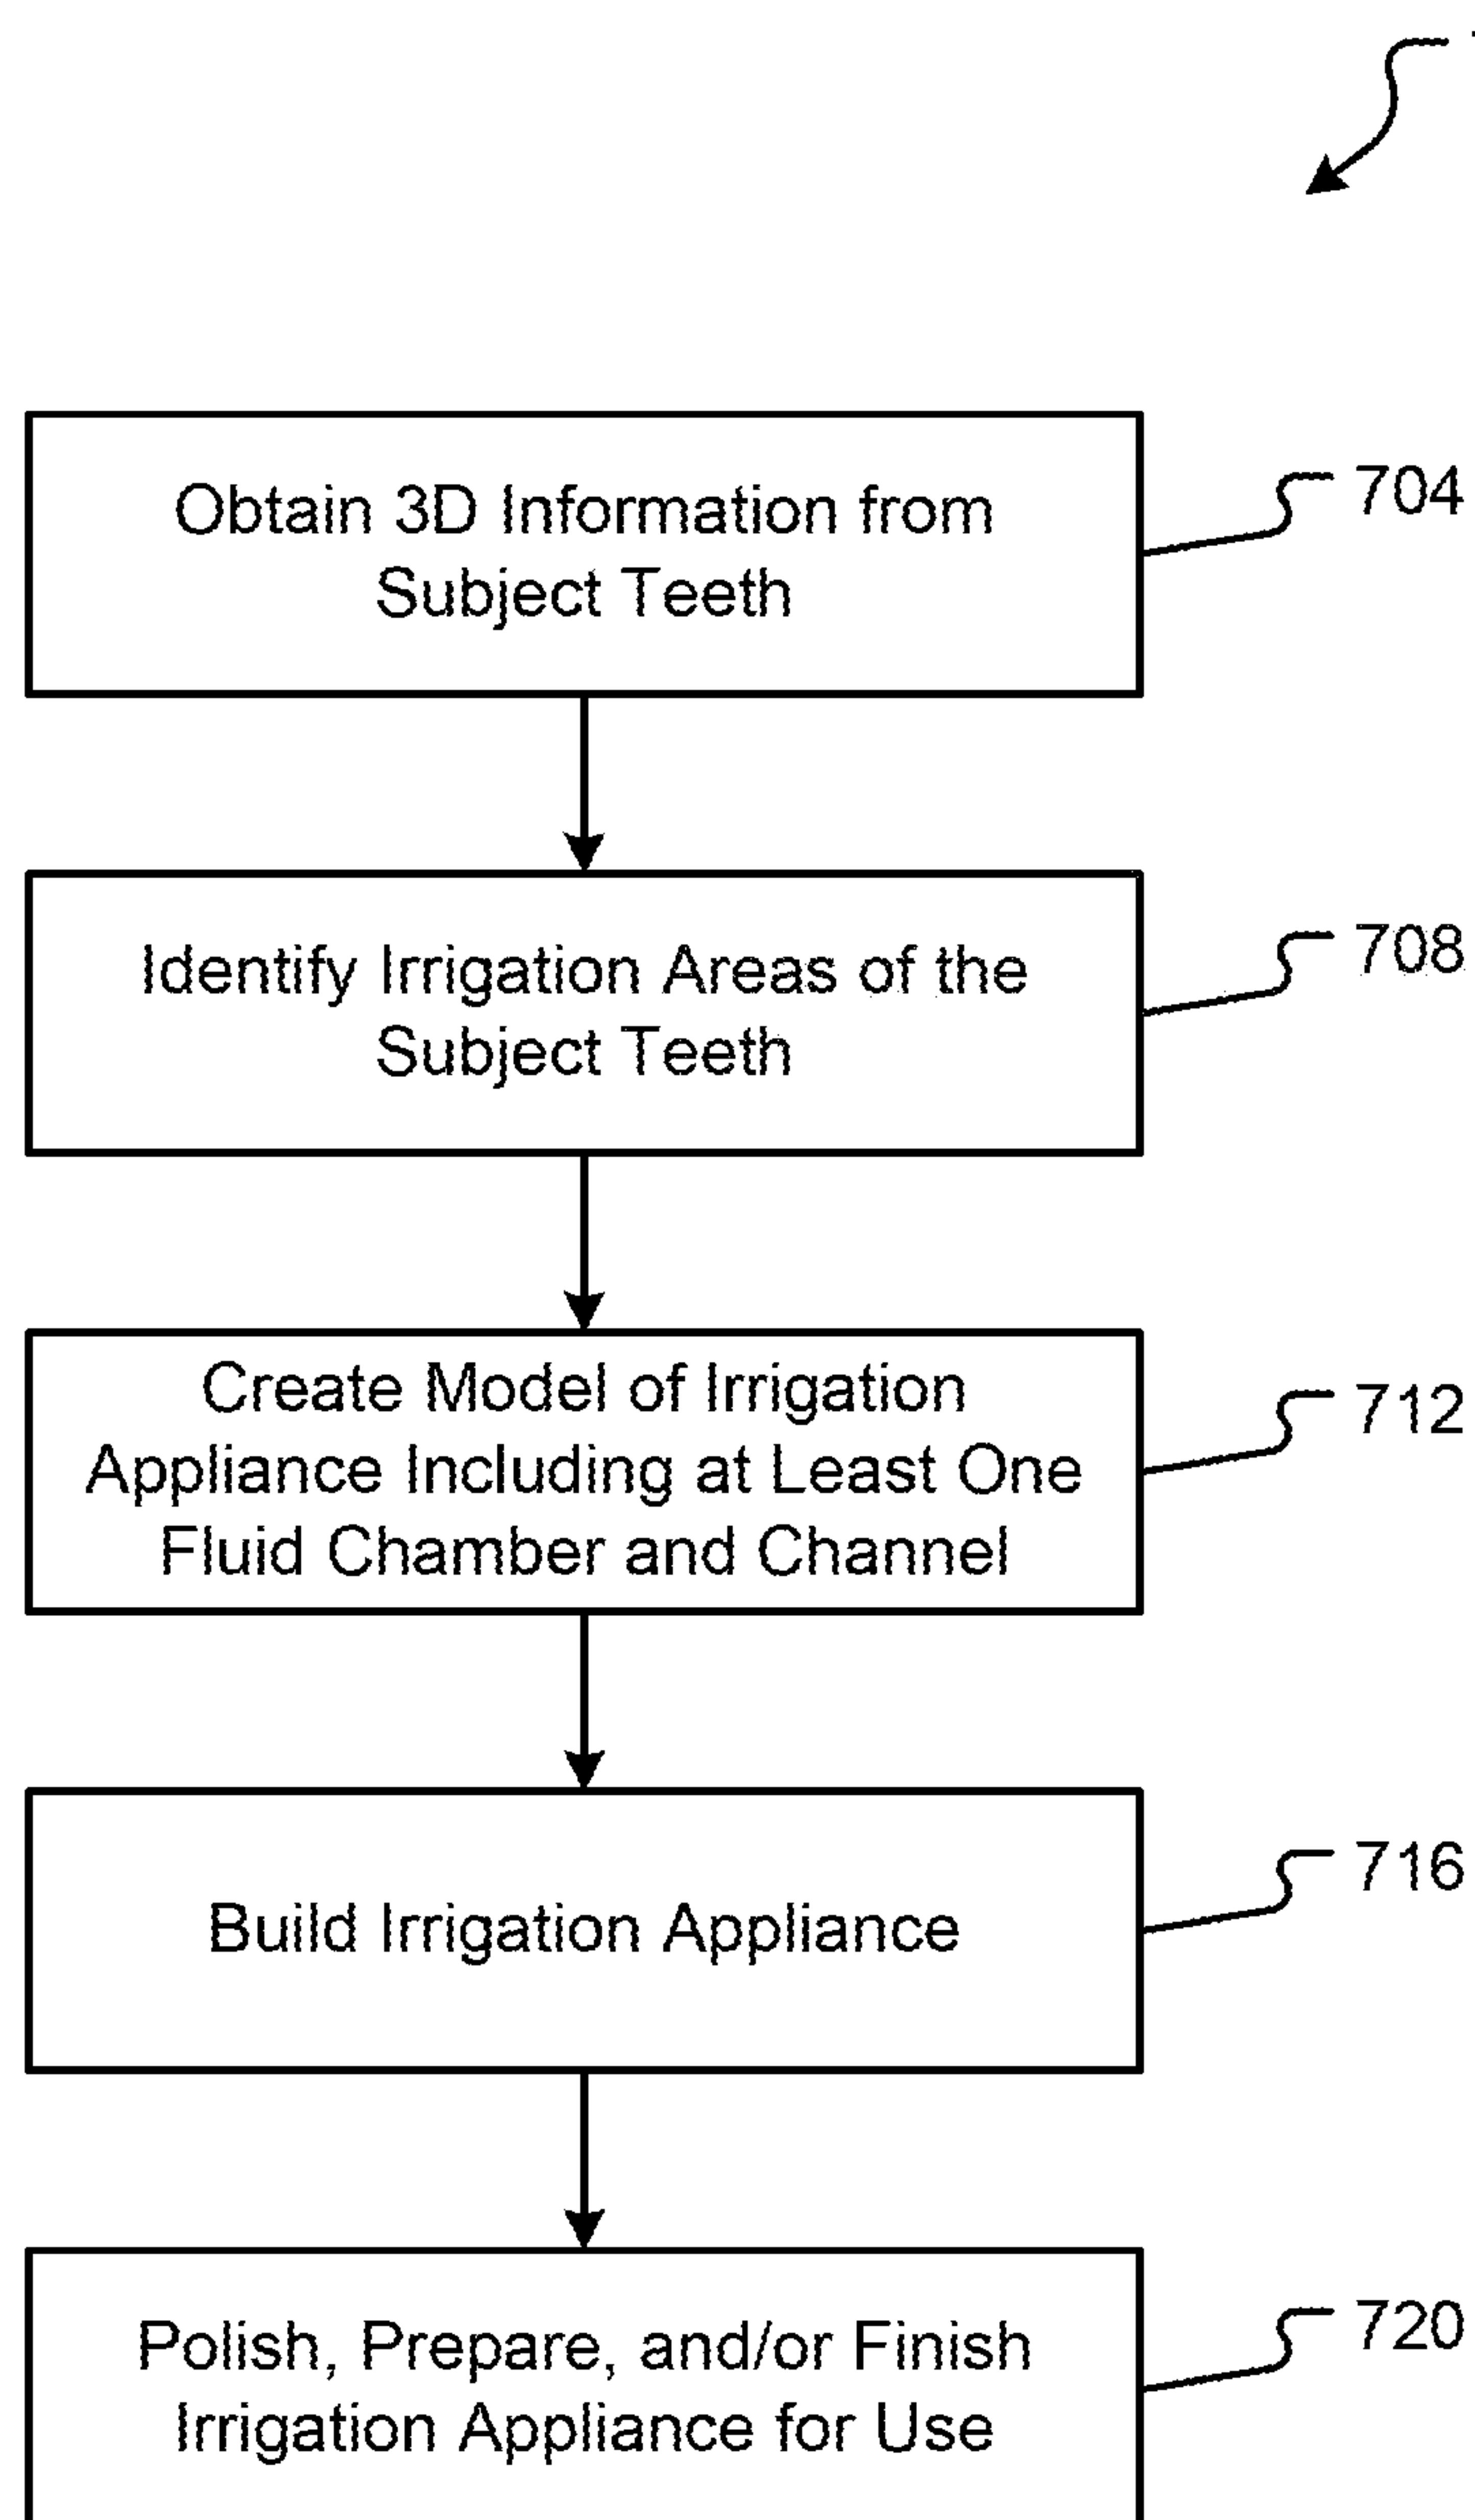 Obtain 3D Information from
Subject Teeth
704
Identify Irrigation Areas of the
Subject Teeth
708
Create Model of Irrigation
Appliance Including at Least One
Fluid Chamber and Channel
712
Build Irrigation Appliance
716
Polish, Prepare, and/or Finish
Irrigation Appliance for Use
720